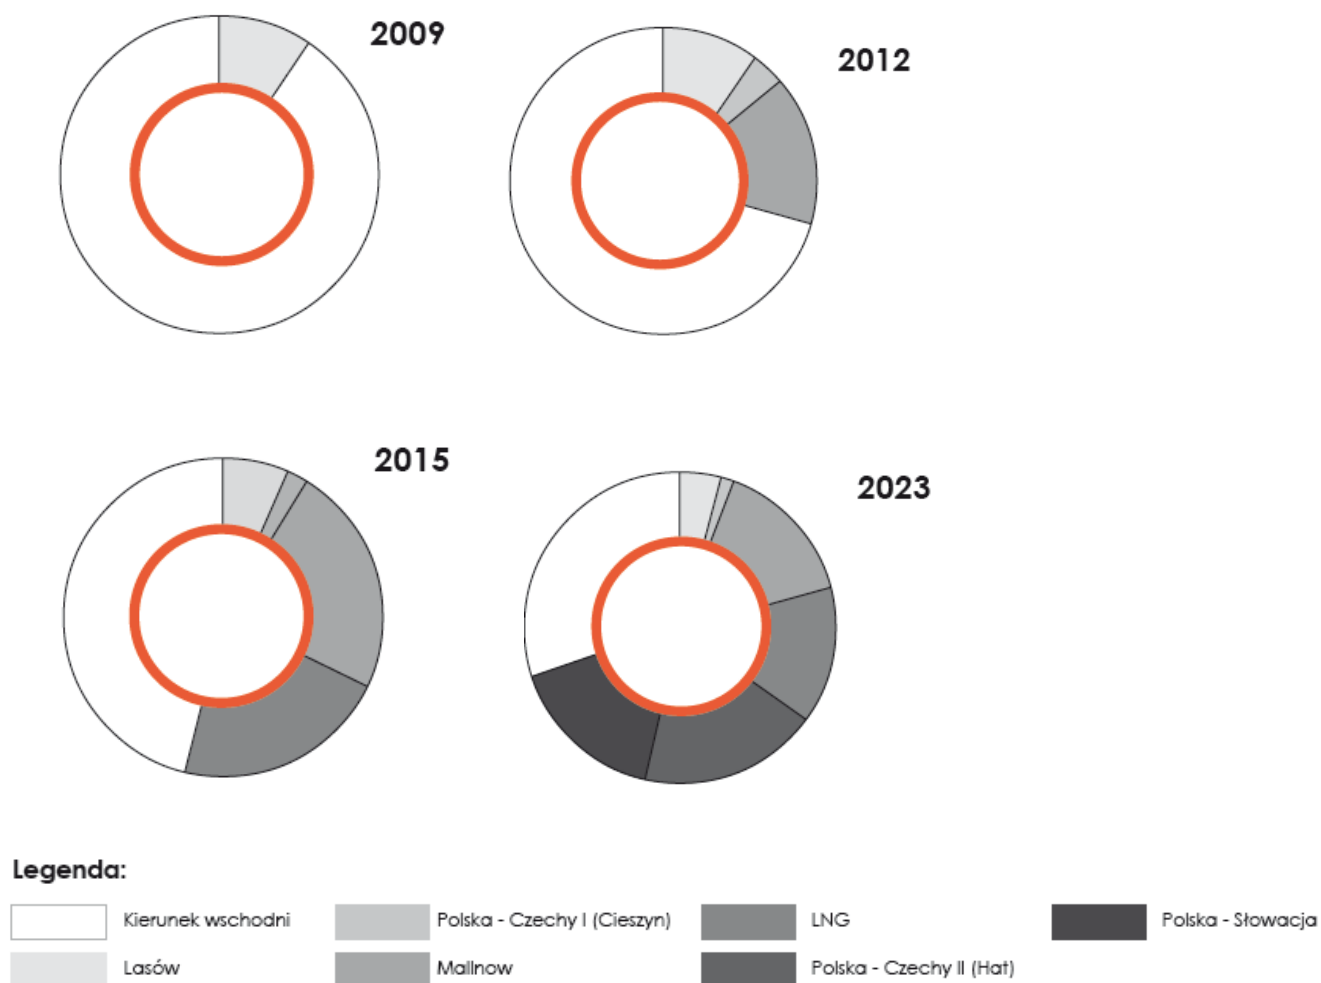 2009
2012
2015
2023
Legenda:
Kierunek wschodni
Polska - Czechy I (Cieszyn)
LNG
Polska - Słowacja
Lasów
Mallnow
Polska - Czechy II (Hat)